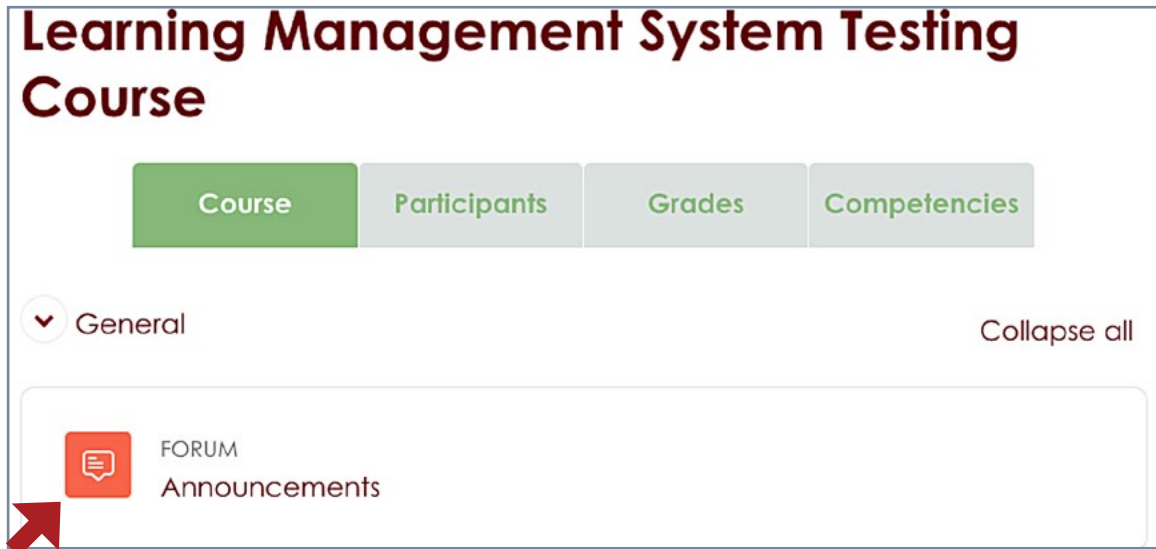 Learning Management System Testing
Course
Course Participants Grades Competencies
General
Collapse all
FORUM
Announcements